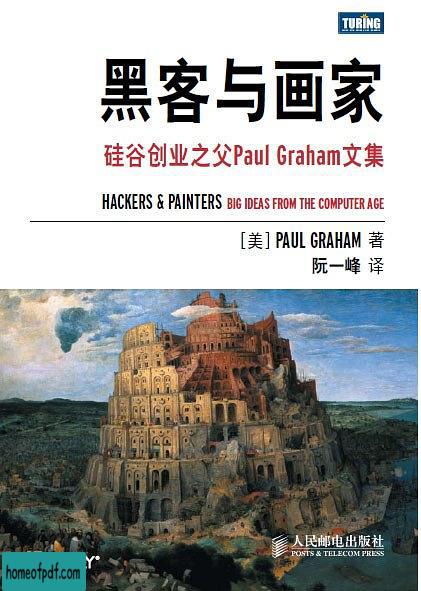 TURING
黑客与画家
硅谷创业之父Paul Graham文集
HACKERS & PAINTERS BIG IDEAS FROM THE COMPUTER AGE
[美] PAUL GRAHAM 著
阮一峰 译
人民邮电出版社
POSTS & TELECOM PRESS
homeofpdf.com